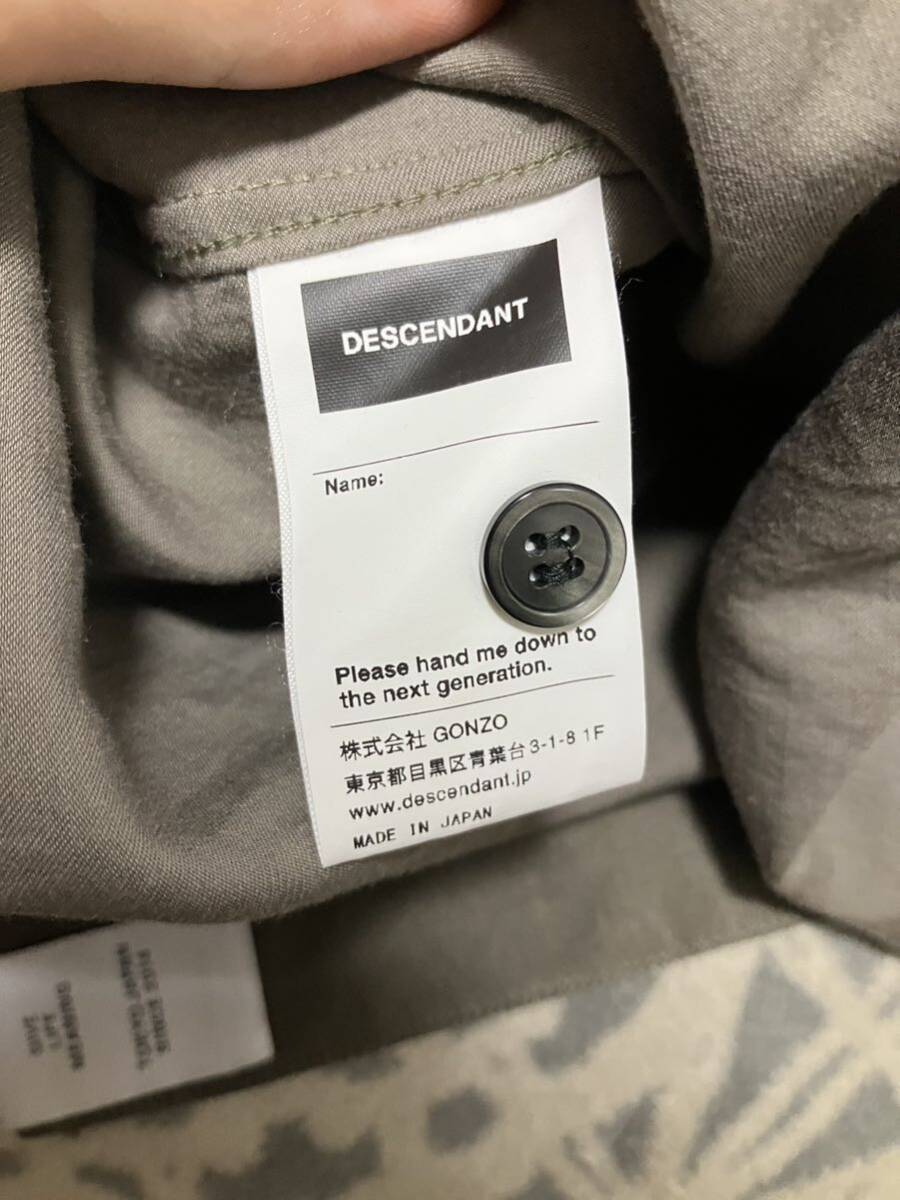 DESCENDANT
Name:
Please hand me down to
the next generation.
株式会社 GONZO
東京都目黒区青葉台3-1-8 1F
www.descendant.jp
MADE IN JAPAN